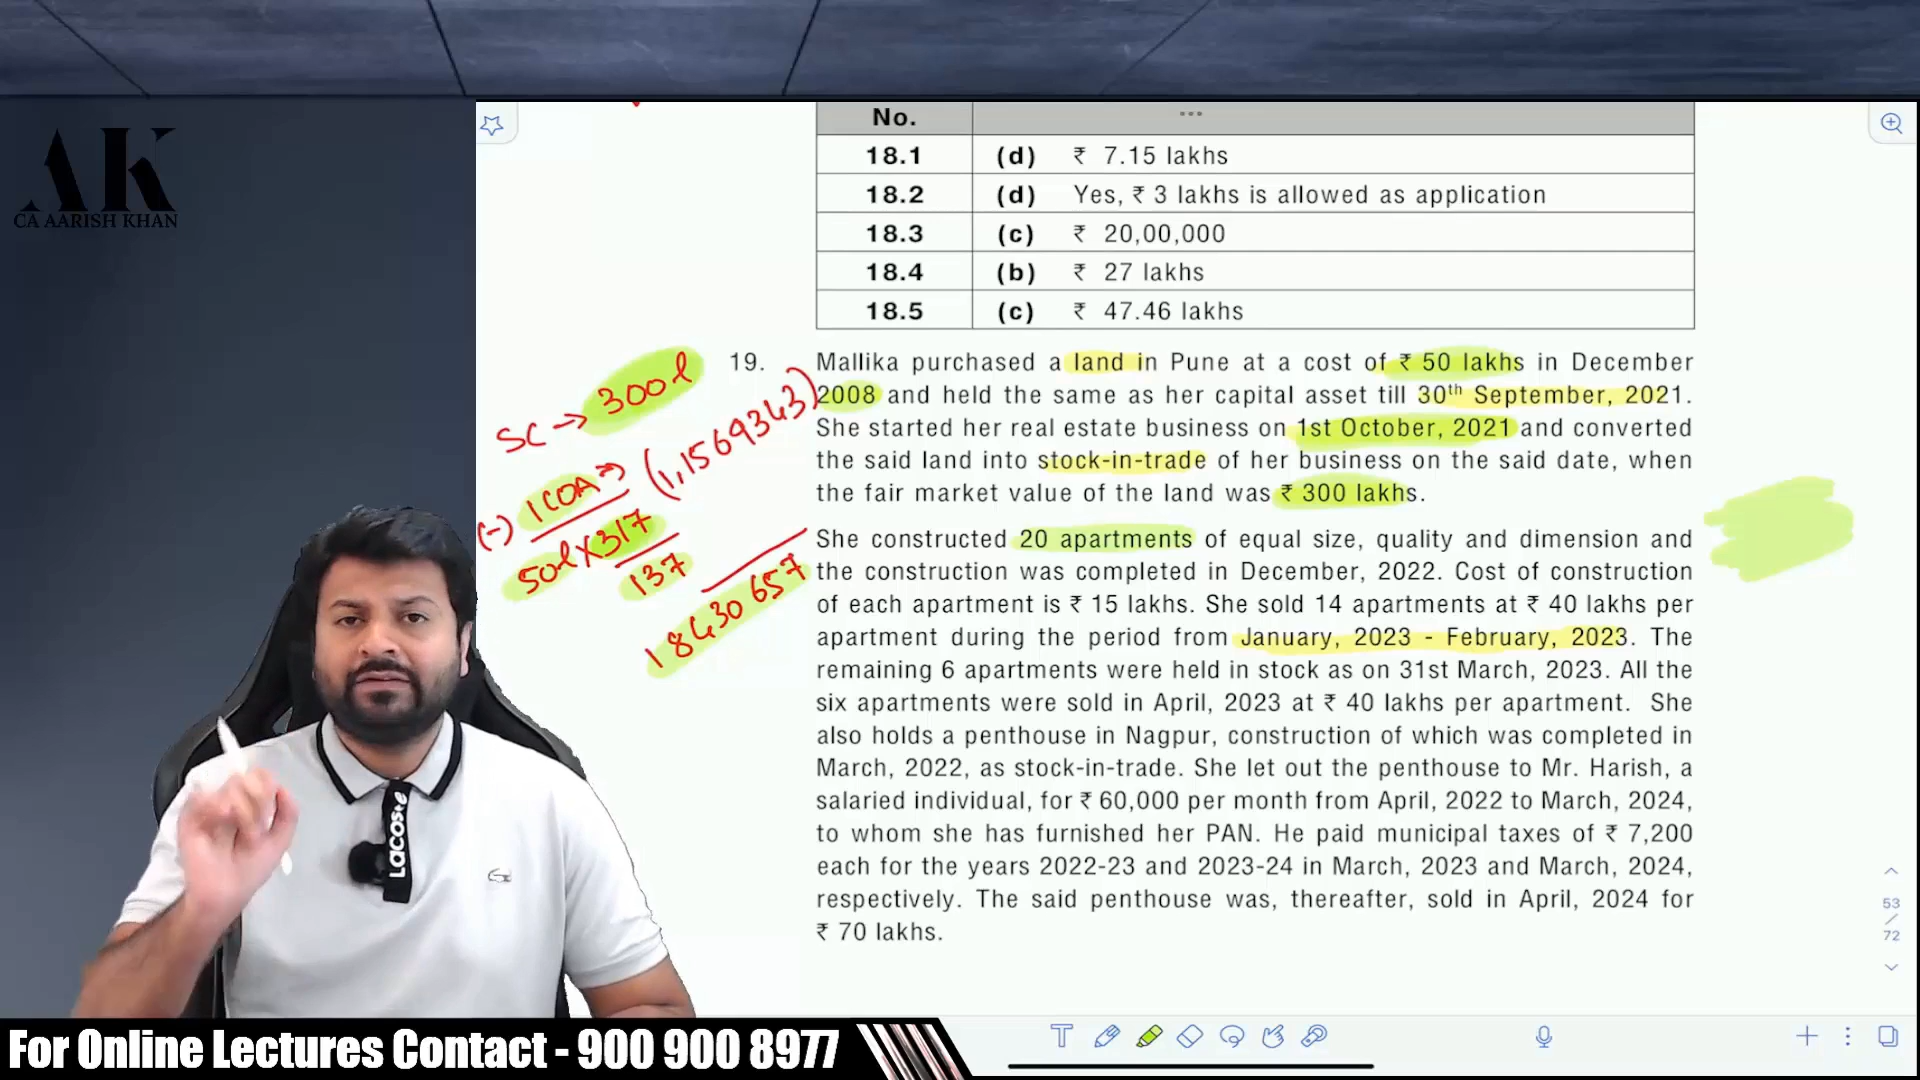 AK
CA AARISH KHAN
No.
18.1 (d) ₹ 7.15 lakhs
18.2 (d) Yes, ₹ 3 lakhs is allowed as application
18.3 (c) ₹ 20,00,000
18.4 (b) ₹ 27 lakhs
18.5 (c) ₹ 47.46 lakhs
SC → 300l
(-) ICOA → (1,1569343)
50l x 317
137
18430657
19. Mallika purchased a land in Pune at a cost of ₹ 50 lakhs in December
2008 and held the same as her capital asset till 30th September, 2021.
She started her real estate business on 1st October, 2021 and converted
the said land into stock-in-trade of her business on the said date, when
the fair market value of the land was ₹ 300 lakhs.
She constructed 20 apartments of equal size, quality and dimension and
the construction was completed in December, 2022. Cost of construction
of each apartment is ₹ 15 lakhs. She sold 14 apartments at ₹ 40 lakhs per
apartment during the period from January, 2023 - February, 2023. The
remaining 6 apartments were held in stock as on 31st March, 2023. All the
six apartments were sold in April, 2023 at ₹ 40 lakhs per apartment. She
also holds a penthouse in Nagpur, construction of which was completed in
March, 2022, as stock-in-trade. She let out the penthouse to Mr. Harish, a
salaried individual, for ₹ 60,000 per month from April, 2022 to March, 2024,
to whom she has furnished her PAN. He paid municipal taxes of ₹ 7,200
each for the years 2022-23 and 2023-24 in March, 2023 and March, 2024,
respectively. The said penthouse was, thereafter, sold in April, 2024 for
₹ 70 lakhs.
Lacoste
53
/
72
For Online Lectures Contact - 900 900 8977